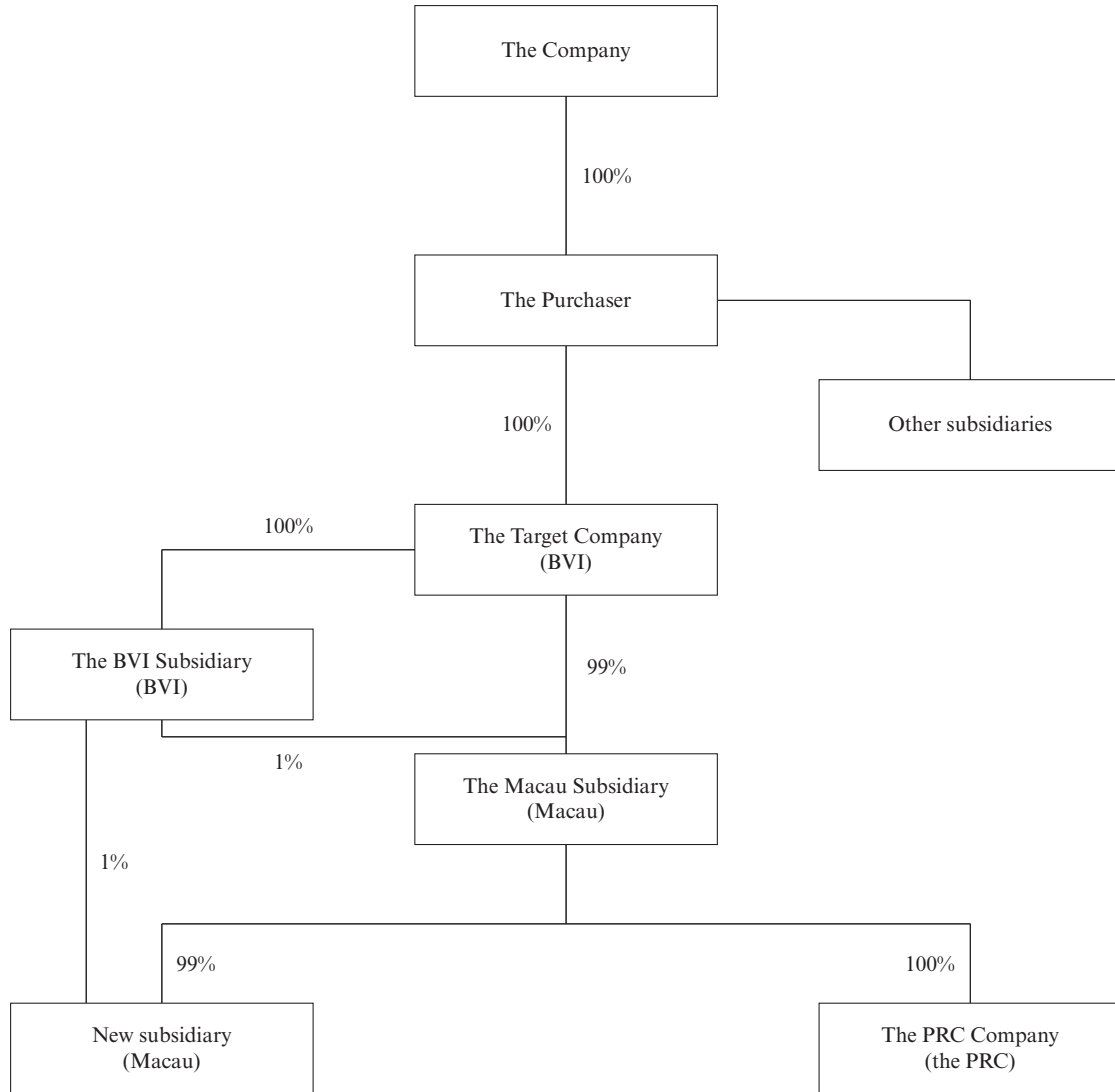 The Company
100%
The Purchaser
Other subsidiaries
100%
100%
The Target Company
(BVI)
The BVI Subsidiary
(BVI)
99%
1%
The Macau Subsidiary
(Macau)
1%
99%
100%
New subsidiary
(Macau)
The PRC Company
(the PRC)